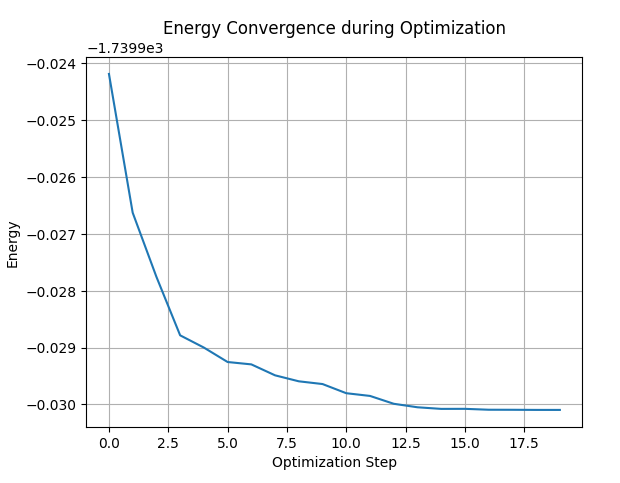 Energy Convergence during Optimization
−1.7399e3
−0.024
−0.025
−0.026
−0.027
−0.028
−0.029
−0.030
Energy
0.0 2.5 5.0 7.5 10.0 12.5 15.0 17.5
Optimization Step